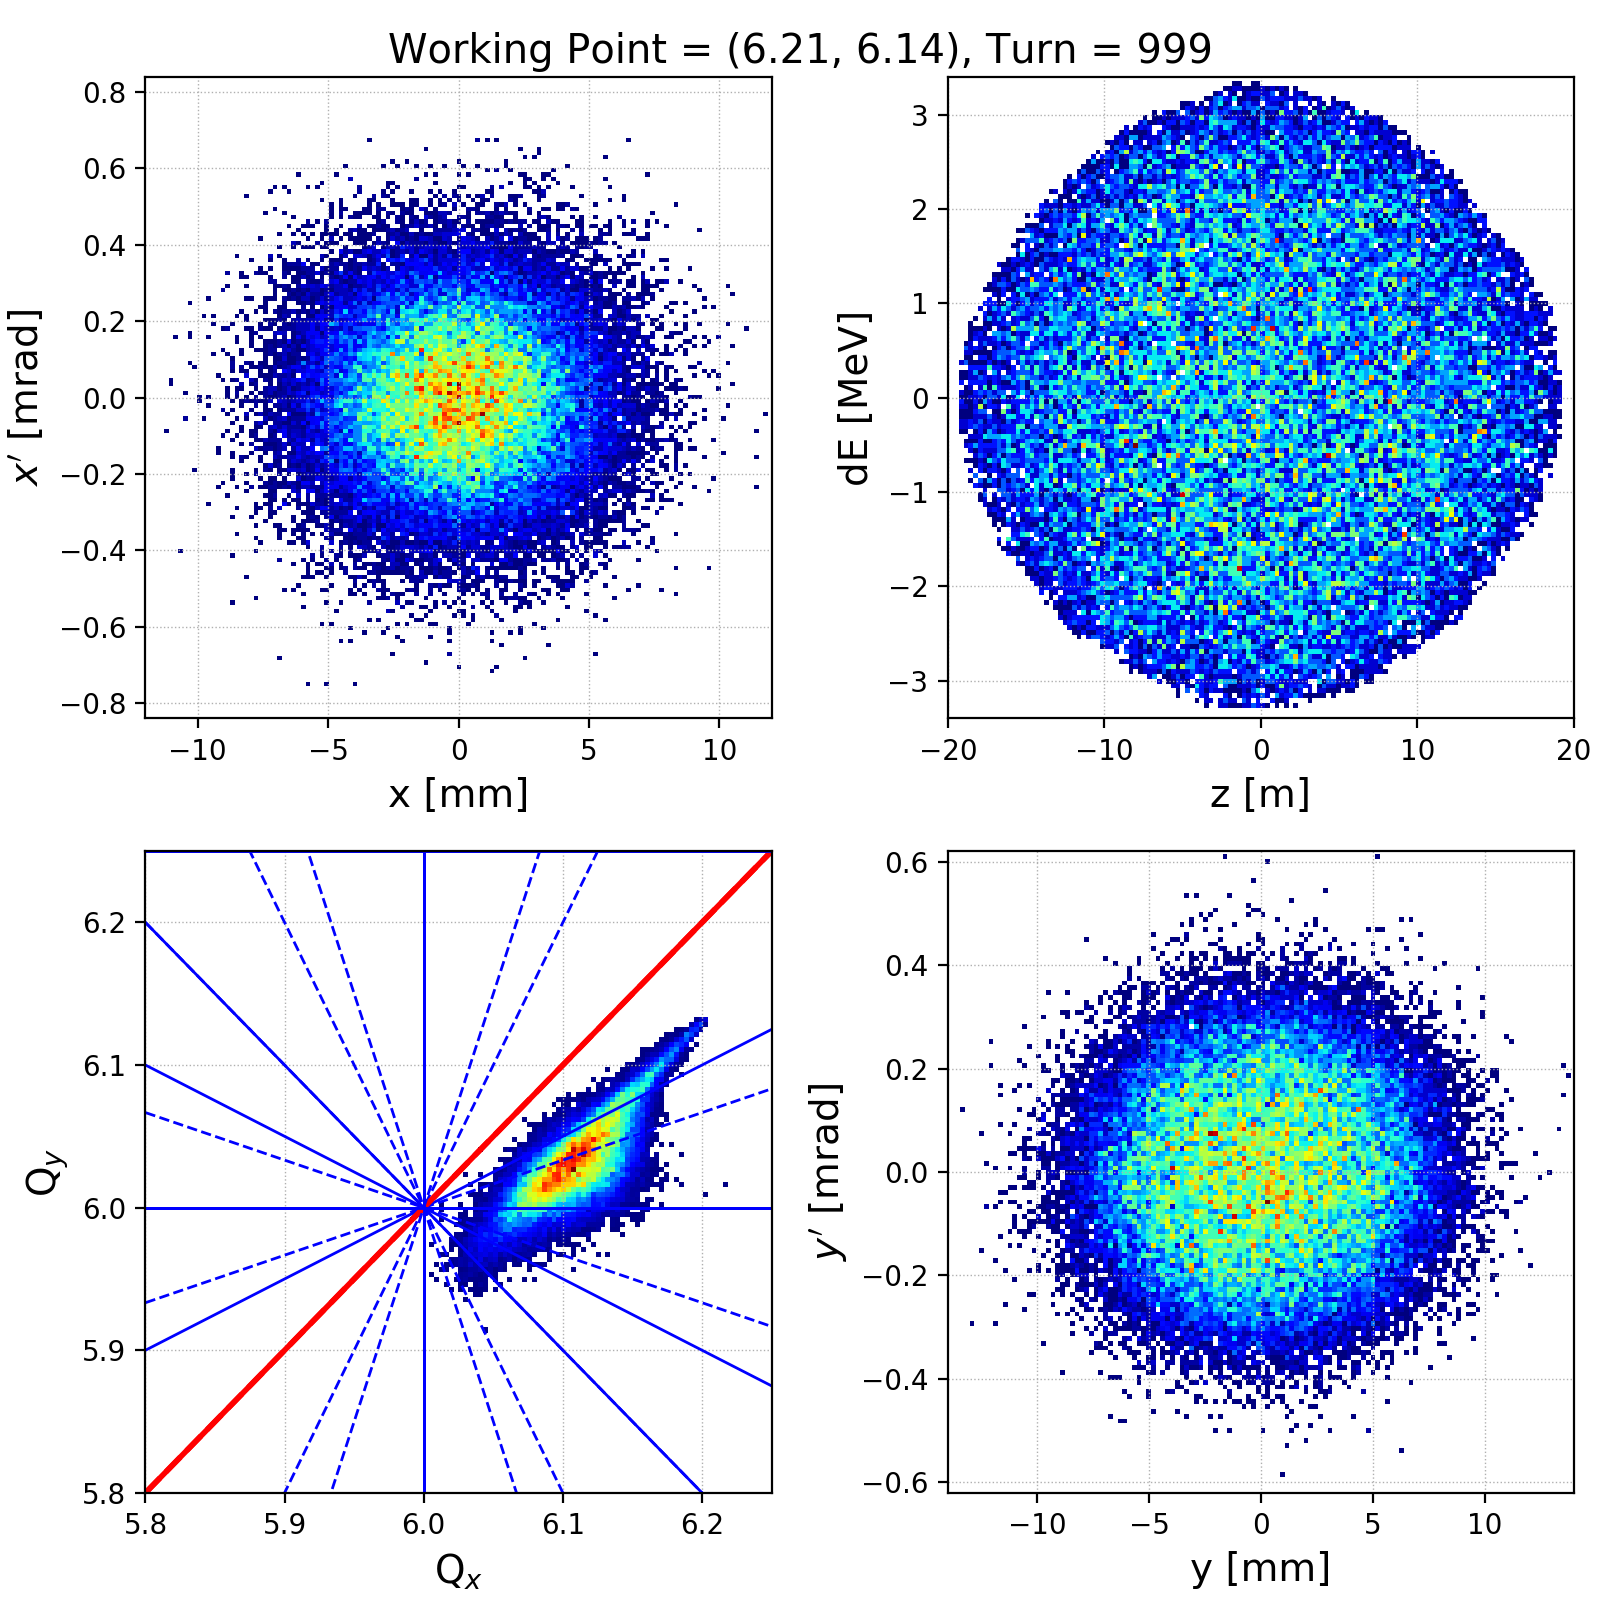 Working Point = (6.21, 6.14), Turn = 999
0.8
0.6
0.4
0.2
0.0
−0.2
−0.4
−0.6
−0.8
x′ [mrad]
−10 −5 0 5 10
x [mm]
3
2
1
0
−1
−2
−3
dE [MeV]
−20 −10 0 10 20
z [m]
6.2
6.1
6.0
5.9
5.8
Qy
5.8 5.9 6.0 6.1 6.2
Qx
0.6
0.4
0.2
0.0
−0.2
−0.4
−0.6
y′ [mrad]
−10 −5 0 5 10
y [mm]